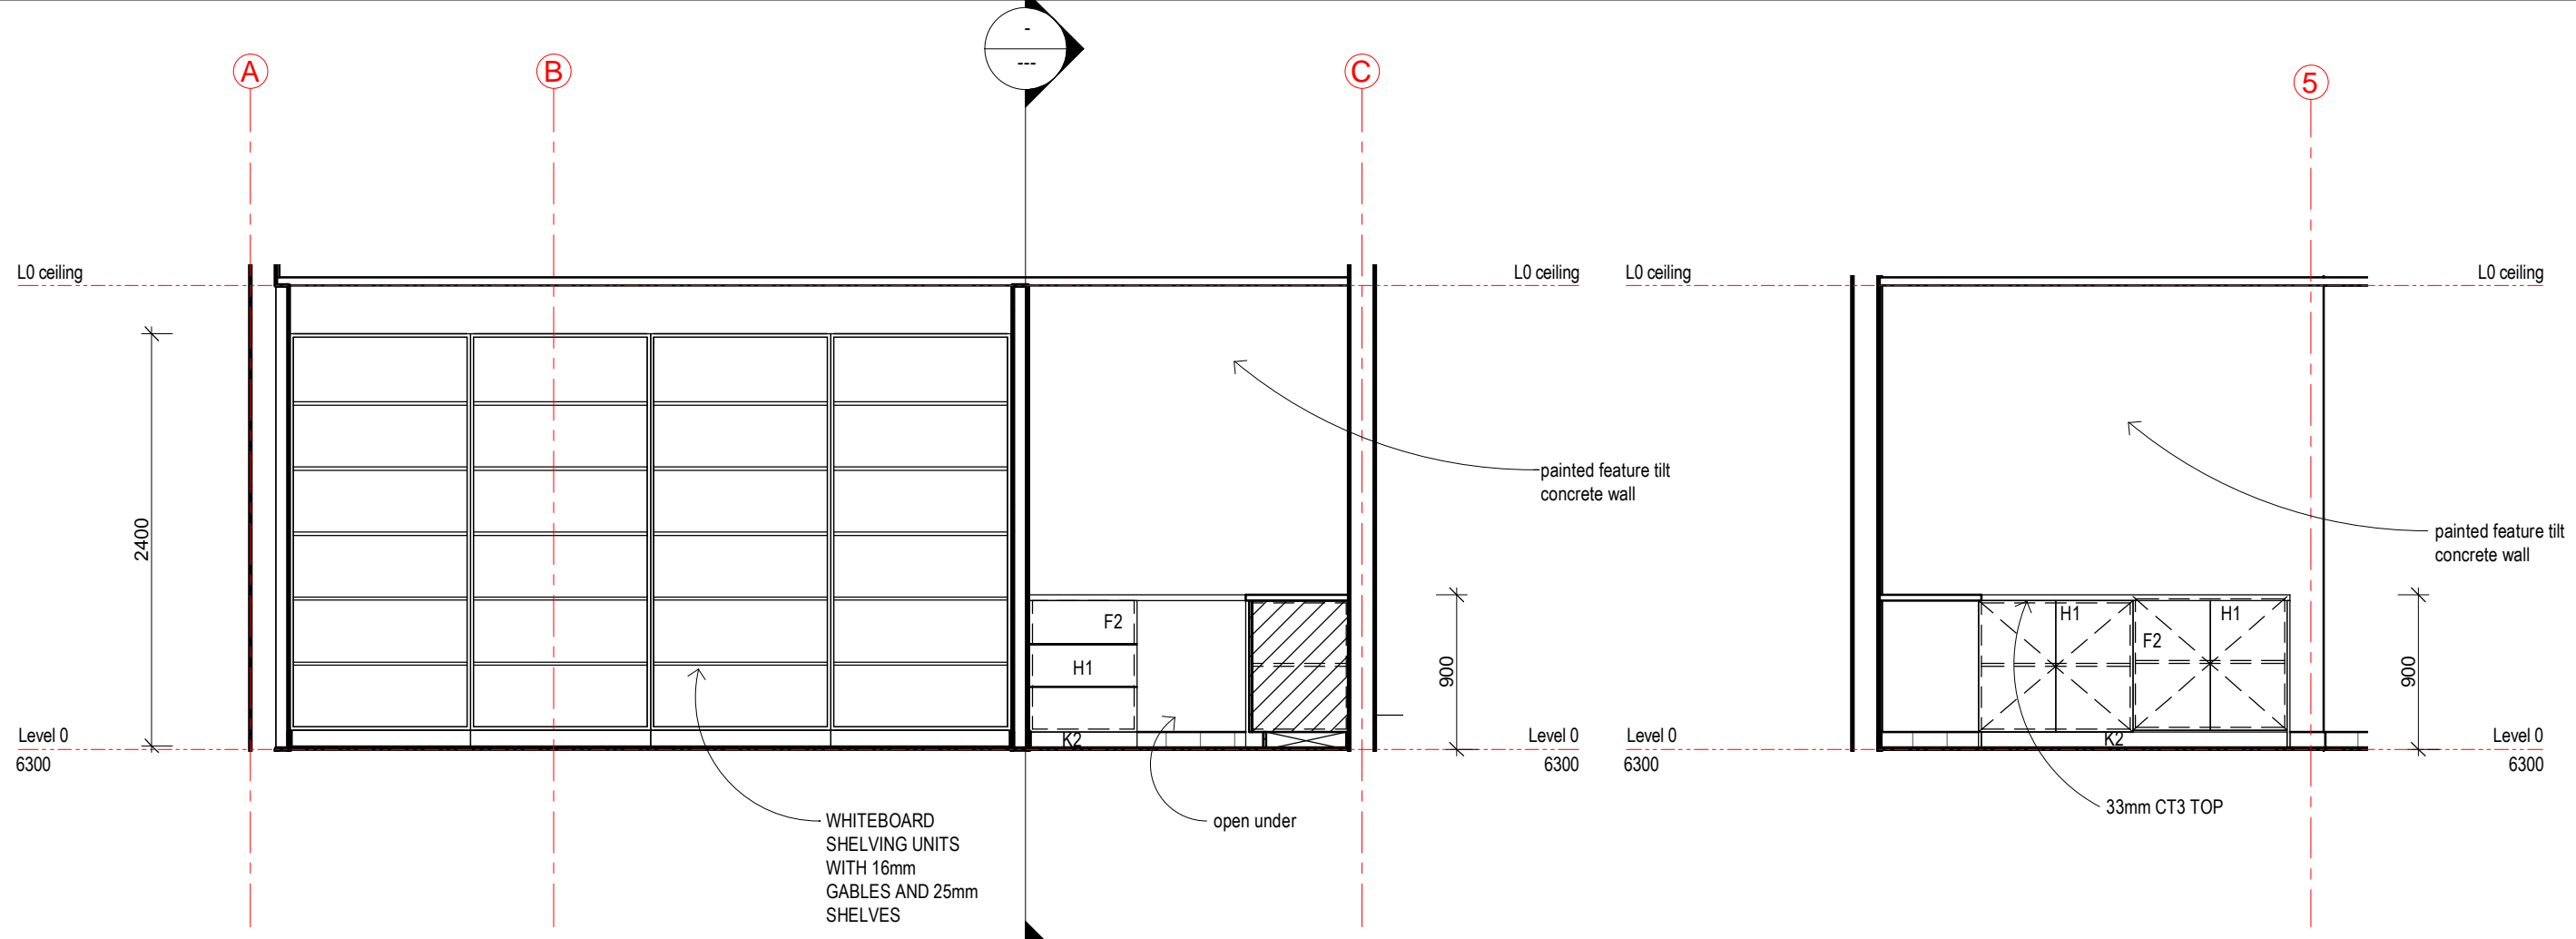 -
---
A
B
C
5
L0 ceiling
L0 ceiling
L0 ceiling
L0 ceiling
2400
painted feature tilt
concrete wall
painted feature tilt
concrete wall
F2
H1
K2
900
H1
H1
F2
K2
900
Level 0
6300
Level 0
6300
Level 0
6300
Level 0
6300
WHITEBOARD
SHELVING UNITS
WITH 16mm
GABLES AND 25mm
SHELVES
open under
33mm CT3 TOP